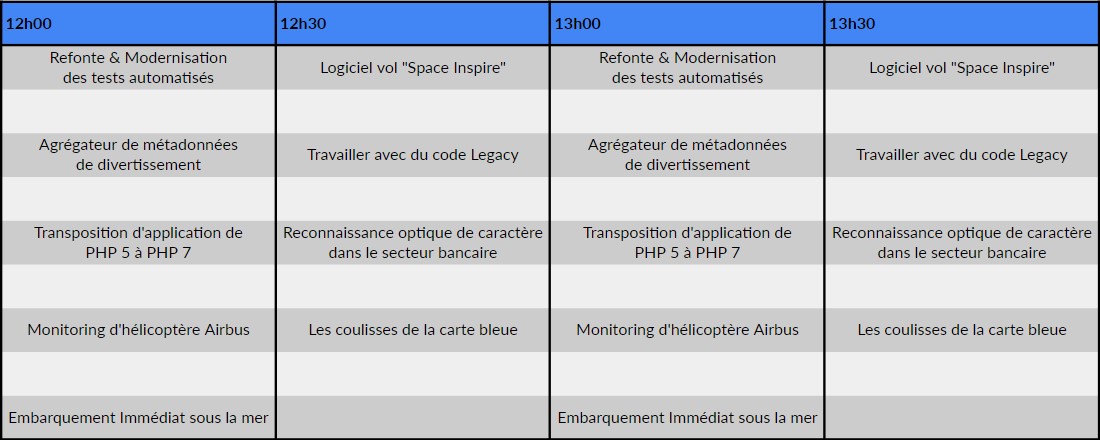 12h00 12h30 13h00 13h30
Refonte & Modernisation
des tests automatisés
Logiciel vol "Space Inspire"
Refonte & Modernisation
des tests automatisés
Logiciel vol "Space Inspire"
Agrégateur de métadonnées
de divertissement
Travailler avec du code Legacy
Agrégateur de métadonnées
de divertissement
Travailler avec du code Legacy
Transposition d'application de
PHP 5 à PHP 7
Reconnaissance optique de caractère
dans le secteur bancaire
Transposition d'application de
PHP 5 à PHP 7
Reconnaissance optique de caractère
dans le secteur bancaire
Monitoring d'hélicoptère Airbus
Les coulisses de la carte bleue
Monitoring d'hélicoptère Airbus
Les coulisses de la carte bleue
Embarquement Immédiat sous la mer
Embarquement Immédiat sous la mer